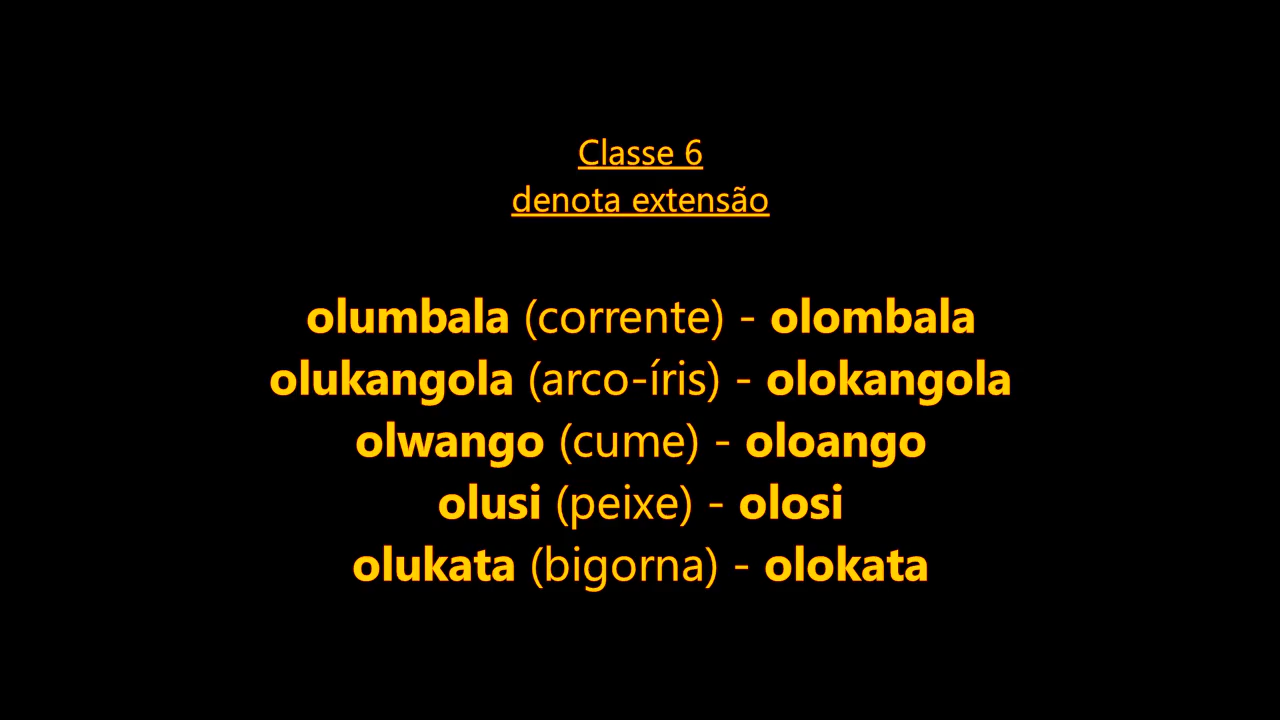 Classe 6
denota extensão
olumbala (corrente) - olombala
olukangola (arco-íris) - olokangola
olwango (cume) - oloango
olusi (peixe) - olosi
olukata (bigorna) - olokata